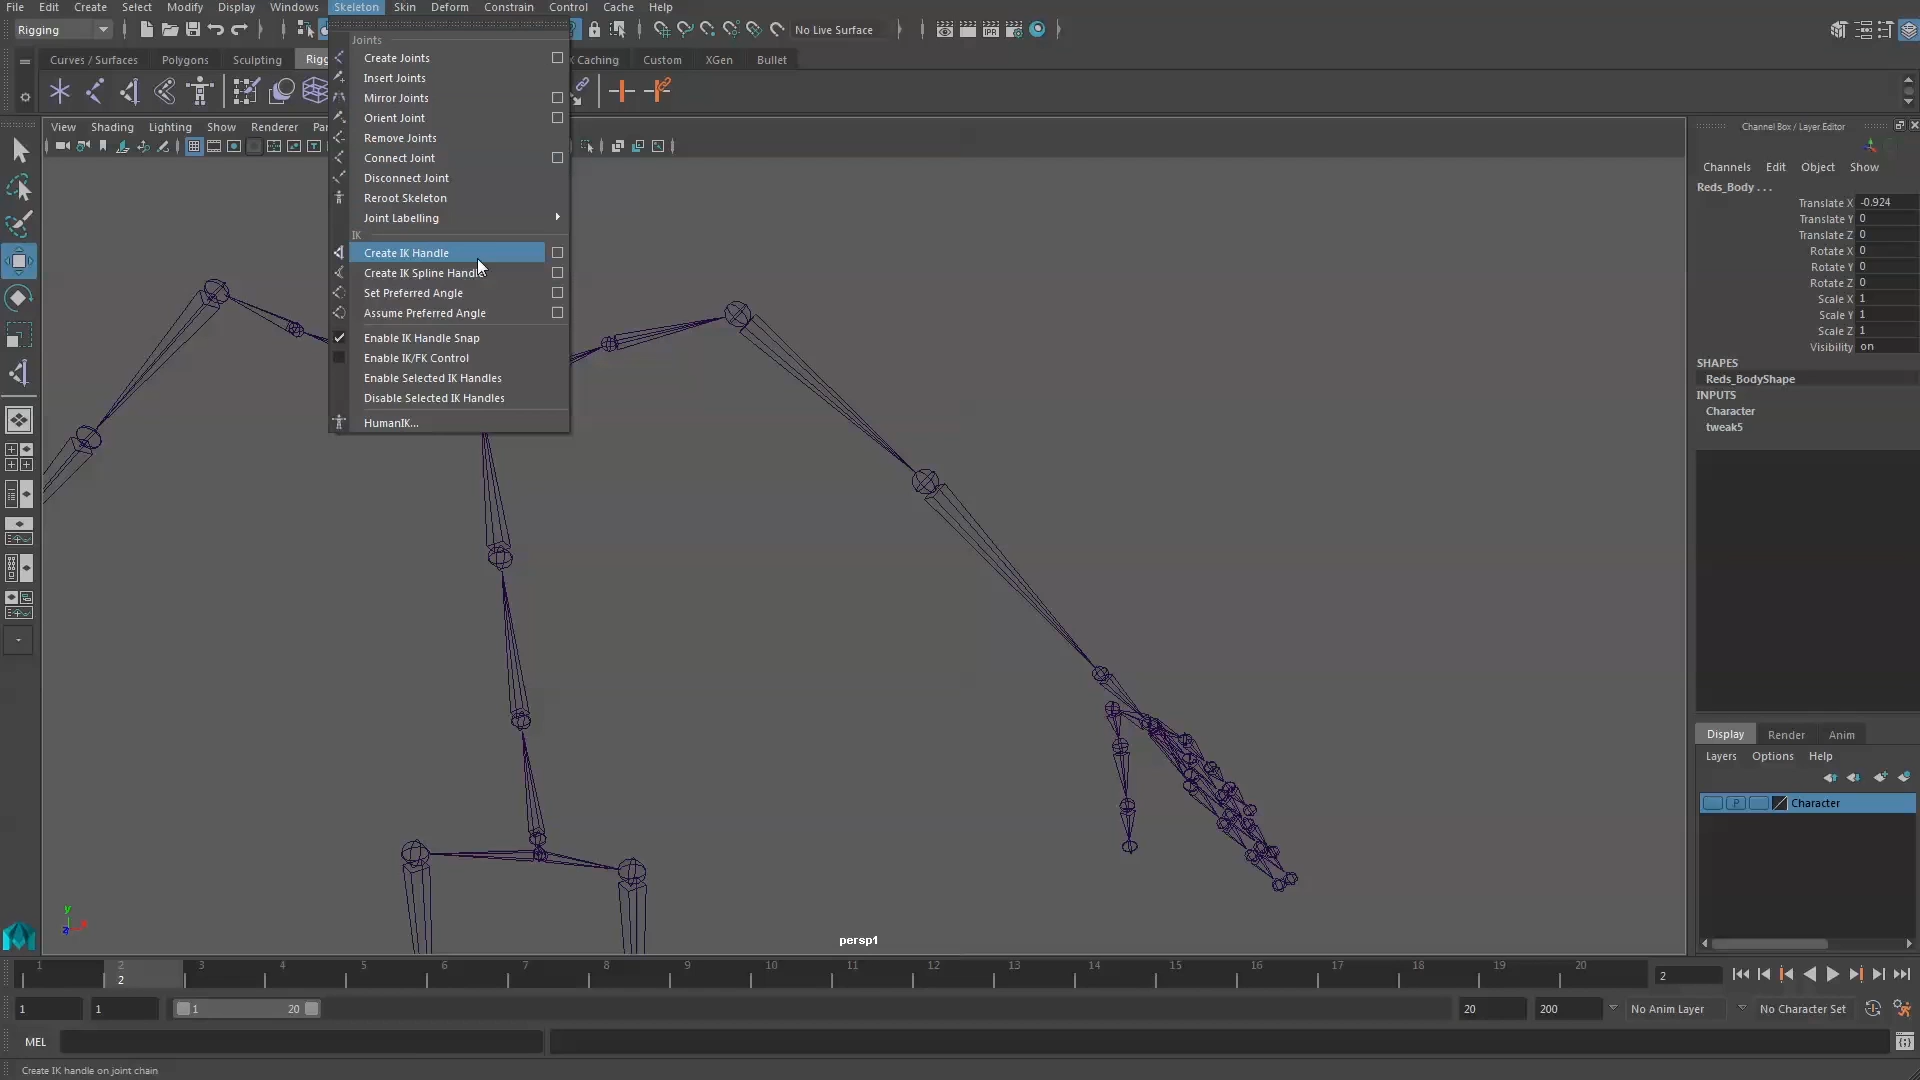 File Edit Create Select Modify Display Windows Skeleton Skin Deform Constrain Control Cache Help
Rigging
No Live Surface
Curves / Surfaces Polygons Sculpting Rigg Caching Custom XGen Bullet
View Shading Lighting Show Renderer Pan
Joints
Create Joints
Insert Joints
Mirror Joints
Orient Joint
Remove Joints
Connect Joint
Disconnect Joint
Reroot Skeleton
Joint Labelling
IK
Create IK Handle
Create IK Spline Handle
Set Preferred Angle
Assume Preferred Angle
Enable IK Handle Snap
Enable IK/FK Control
Enable Selected IK Handles
Disable Selected IK Handles
HumanIK...
IPR
Channel Box / Layer Editor
Channels Edit Object Show
Reds_Body . . .
Translate X -0.924
Translate Y 0
Translate Z 0
Rotate X 0
Rotate Y 0
Rotate Z 0
Scale X 1
Scale Y 1
Scale Z 1
Visibility on
SHAPES
Reds_BodyShape
INPUTS
Character
tweak5
Display Render Anim
Layers Options Help
P Character
y
z
x
persp1
1 2 3 4 5 6 7 8 9 10 11 12 13 14 15 16 17 18 19 20
2
2
1 1 1 20 20 200 No Anim Layer No Character Set
MEL
Create IK handle on joint chain